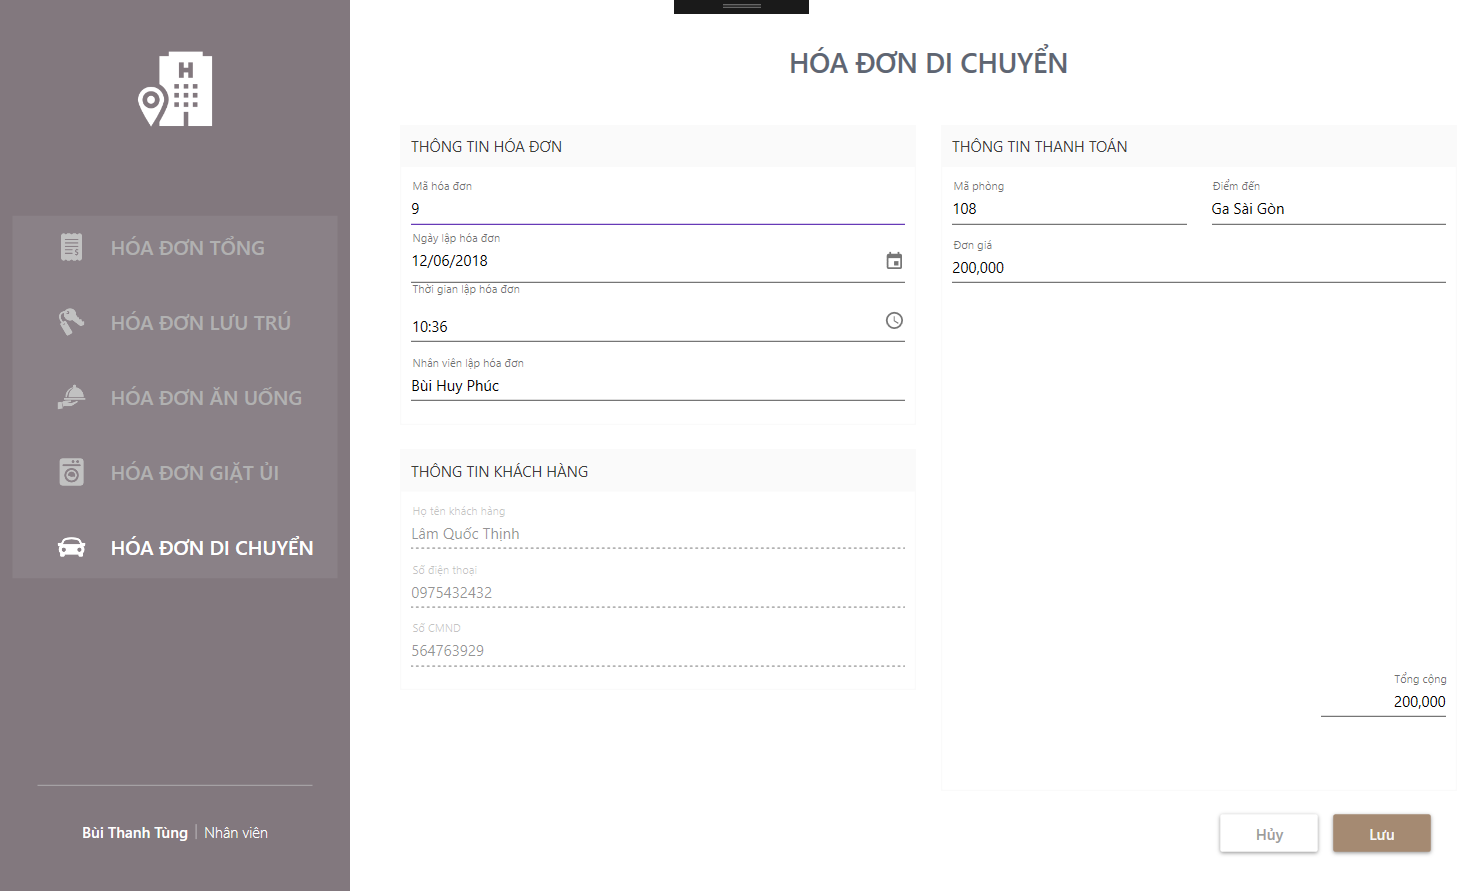 H
HÓA ĐƠN TỔNG
HÓA ĐƠN LƯU TRÚ
HÓA ĐƠN ĂN UỐNG
HÓA ĐƠN GIẶT ỦI
HÓA ĐƠN DI CHUYỂN
Bùi Thanh Tùng | Nhân viên
HÓA ĐƠN DI CHUYỂN
THÔNG TIN HÓA ĐƠN
Mã hóa đơn
9
Ngày lập hóa đơn
12/06/2018
Thời gian lập hóa đơn
10:36
Nhân viên lập hóa đơn
Bùi Huy Phúc
THÔNG TIN KHÁCH HÀNG
Họ tên khách hàng
Lâm Quốc Thịnh
Số điện thoại
0975432432
Số CMND
564763929
THÔNG TIN THANH TOÁN
Mã phòng
108
Điểm đến
Ga Sài Gòn
Đơn giá
200,000
Tổng cộng
200,000
Hủy
Lưu